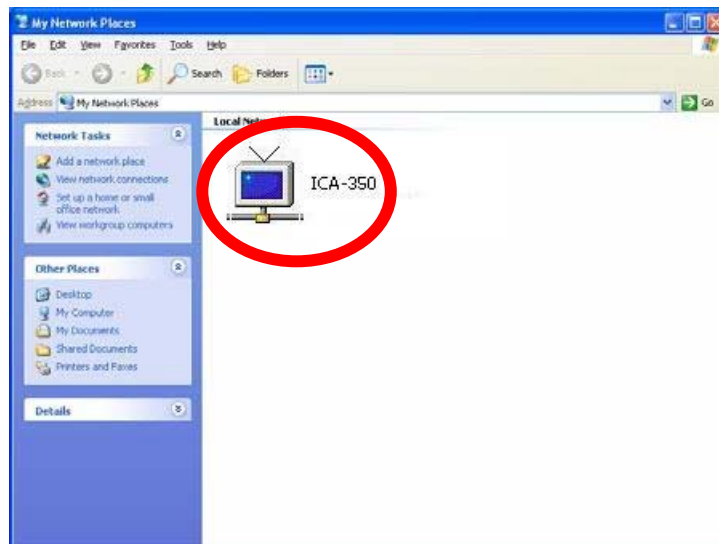 My Network Places
File Edit View Favorites Tools Help
Back Search Folders
Address My Network Places Go
Local Network
Network Tasks
Add a network place
View network connections
Set up a home or small
office network
View workgroup computers
ICA-350
Other Places
Desktop
My Computer
My Documents
Shared Documents
Printers and Faxes
Details